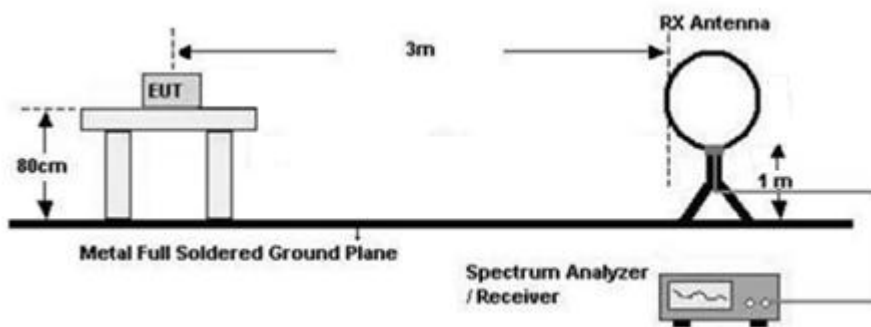 RX Antenna
3m
EUT
80cm
1 m
Metal Full Soldered Ground Plane
Spectrum Analyzer
/ Receiver